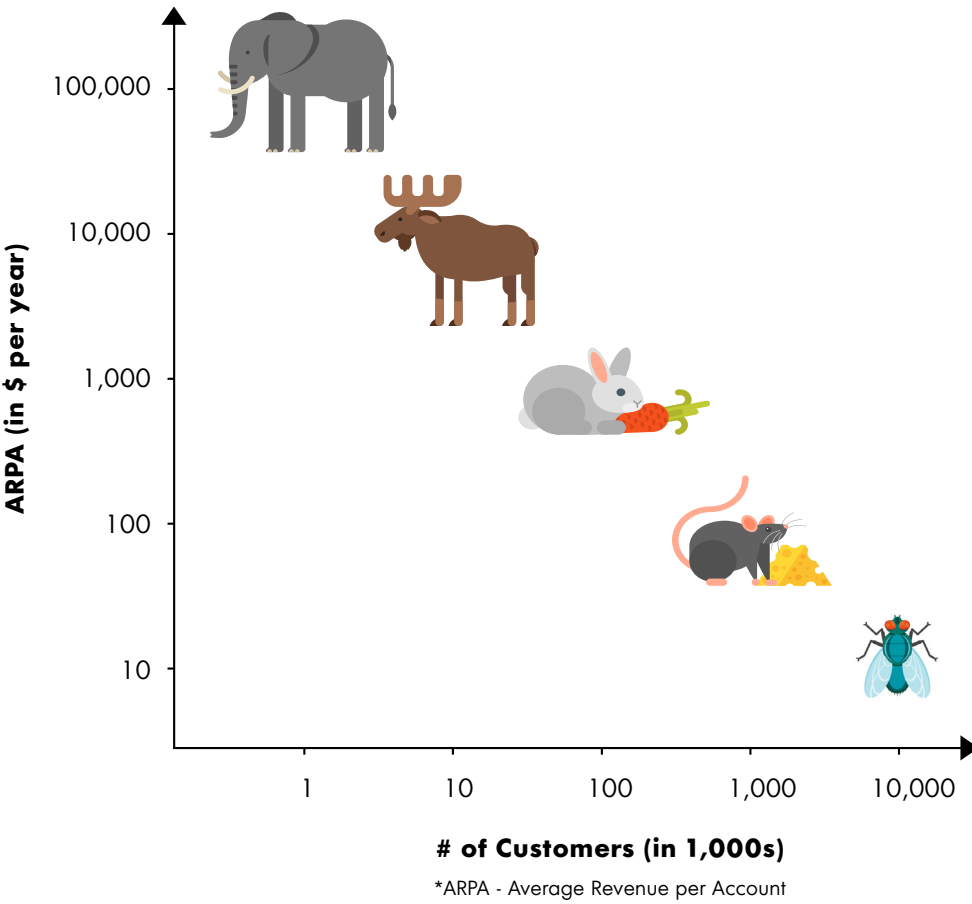 100,000
10,000
1,000
100
10
ARPA (in $ per year)
1 10 100 1,000 10,000
# of Customers (in 1,000s)
*ARPA - Average Revenue per Account